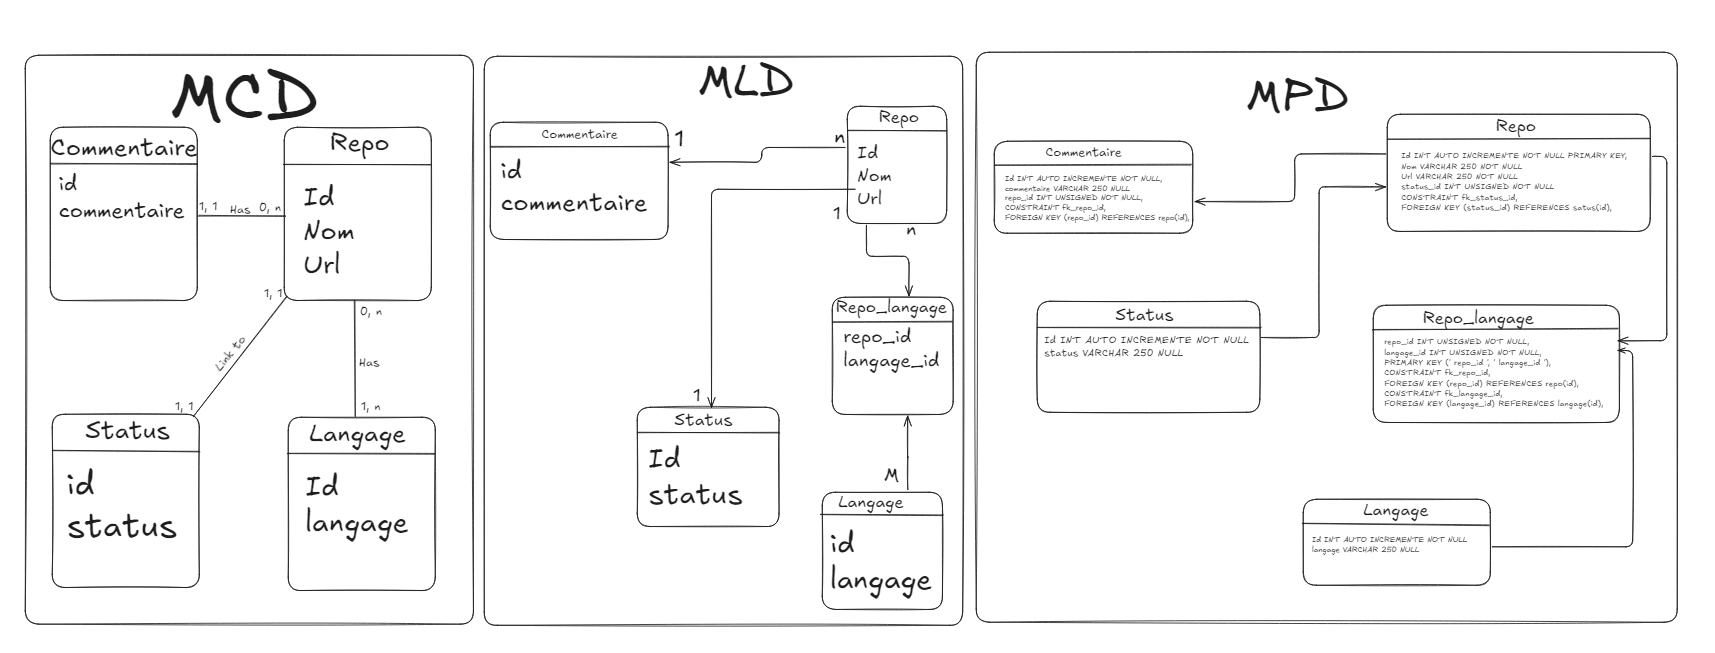 MCD
Commentaire
id
commentaire
1, 1 Has 0, n
Repo
Id
Nom
Url
1, 1
Link to
1, 1
0, n
Has
1, n
Status
id
status
Langage
Id
langage
MLD
Commentaire
id
commentaire
1
n
Repo
Id
Nom
Url
1
n
Repo_langage
repo_id
langage_id
1
Status
Id
status
M
Langage
id
langage
MPD
Commentaire
Id INT AUTO INCREMENTE NOT NULL,
commentaire VARCHAR 250 NULL
repo_id INT UNSIGNED NOT NULL,
CONSTRAINT fk_repo_id,
FOREIGN KEY (repo_id) REFERENCES repo(id),
Repo
Id INT AUTO INCREMENTE NOT NULL PRIMARY KEY,
Nom VARCHAR 250 NOT NULL
Url VARCHAR 250 NOT NULL
status_id INT UNSIGNED NOT NULL
CONSTRAINT fk_status_id,
FOREIGN KEY (status_id) REFERENCES satus(id),
Status
Id INT AUTO INCREMENTE NOT NULL
status VARCHAR 250 NULL
Repo_langage
repo_id INT UNSIGNED NOT NULL,
langage_id INT UNSIGNED NOT NULL,
PRIMARY KEY (' repo_id ', ' langage_id '),
CONSTRAINT fk_repo_id,
FOREIGN KEY (repo_id) REFERENCES repo(id),
CONSTRAINT fk_langage_id,
FOREIGN KEY (langage_id) REFERENCES langage(id),
Langage
Id INT AUTO INCREMENTE NOT NULL
langage VARCHAR 250 NULL